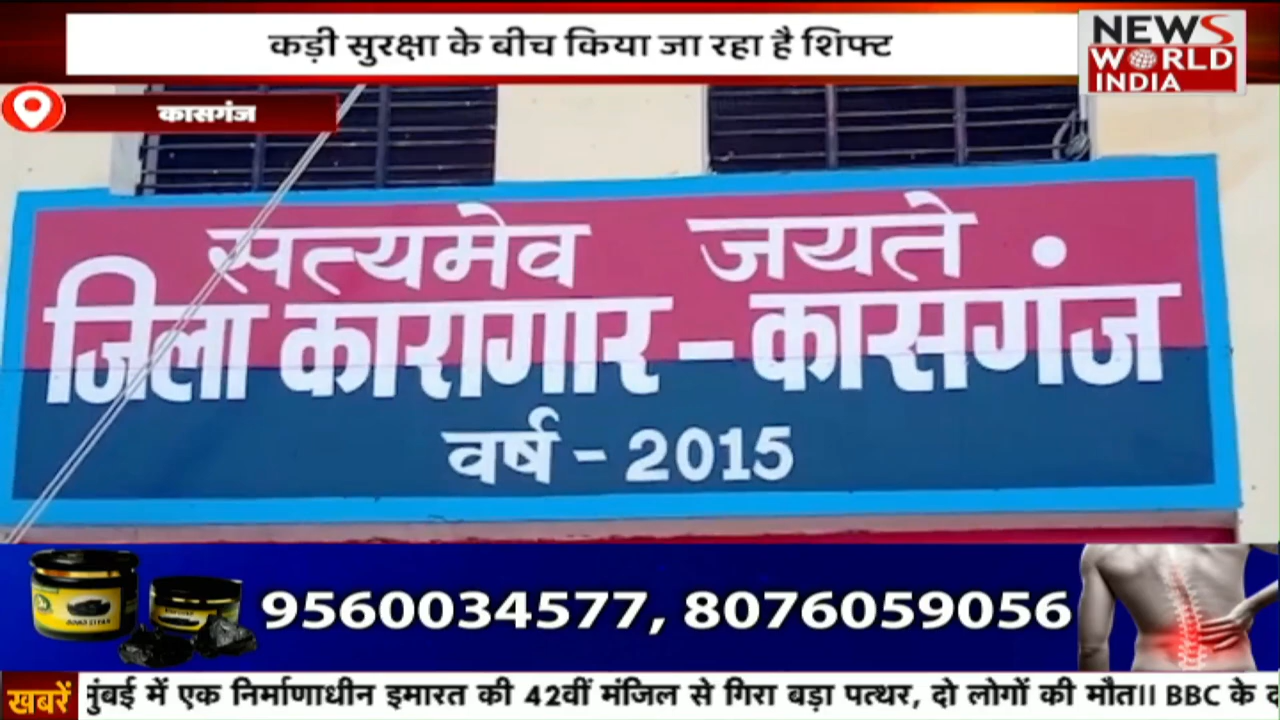 कड़ी सुरक्षा के बीच किया जा रहा है शिफ्ट
NEWS
WORLD
INDIA
कासगंज
सत्यमेव जयते
जिला कारागार - कासगंज
वर्ष - 2015
9560034577, 8076059056
खबरें
मुंबई में एक निर्माणाधीन इमारत की 42वीं मंजिल से गिरा बड़ा पत्थर, दो लोगों की मौत।। BBC के